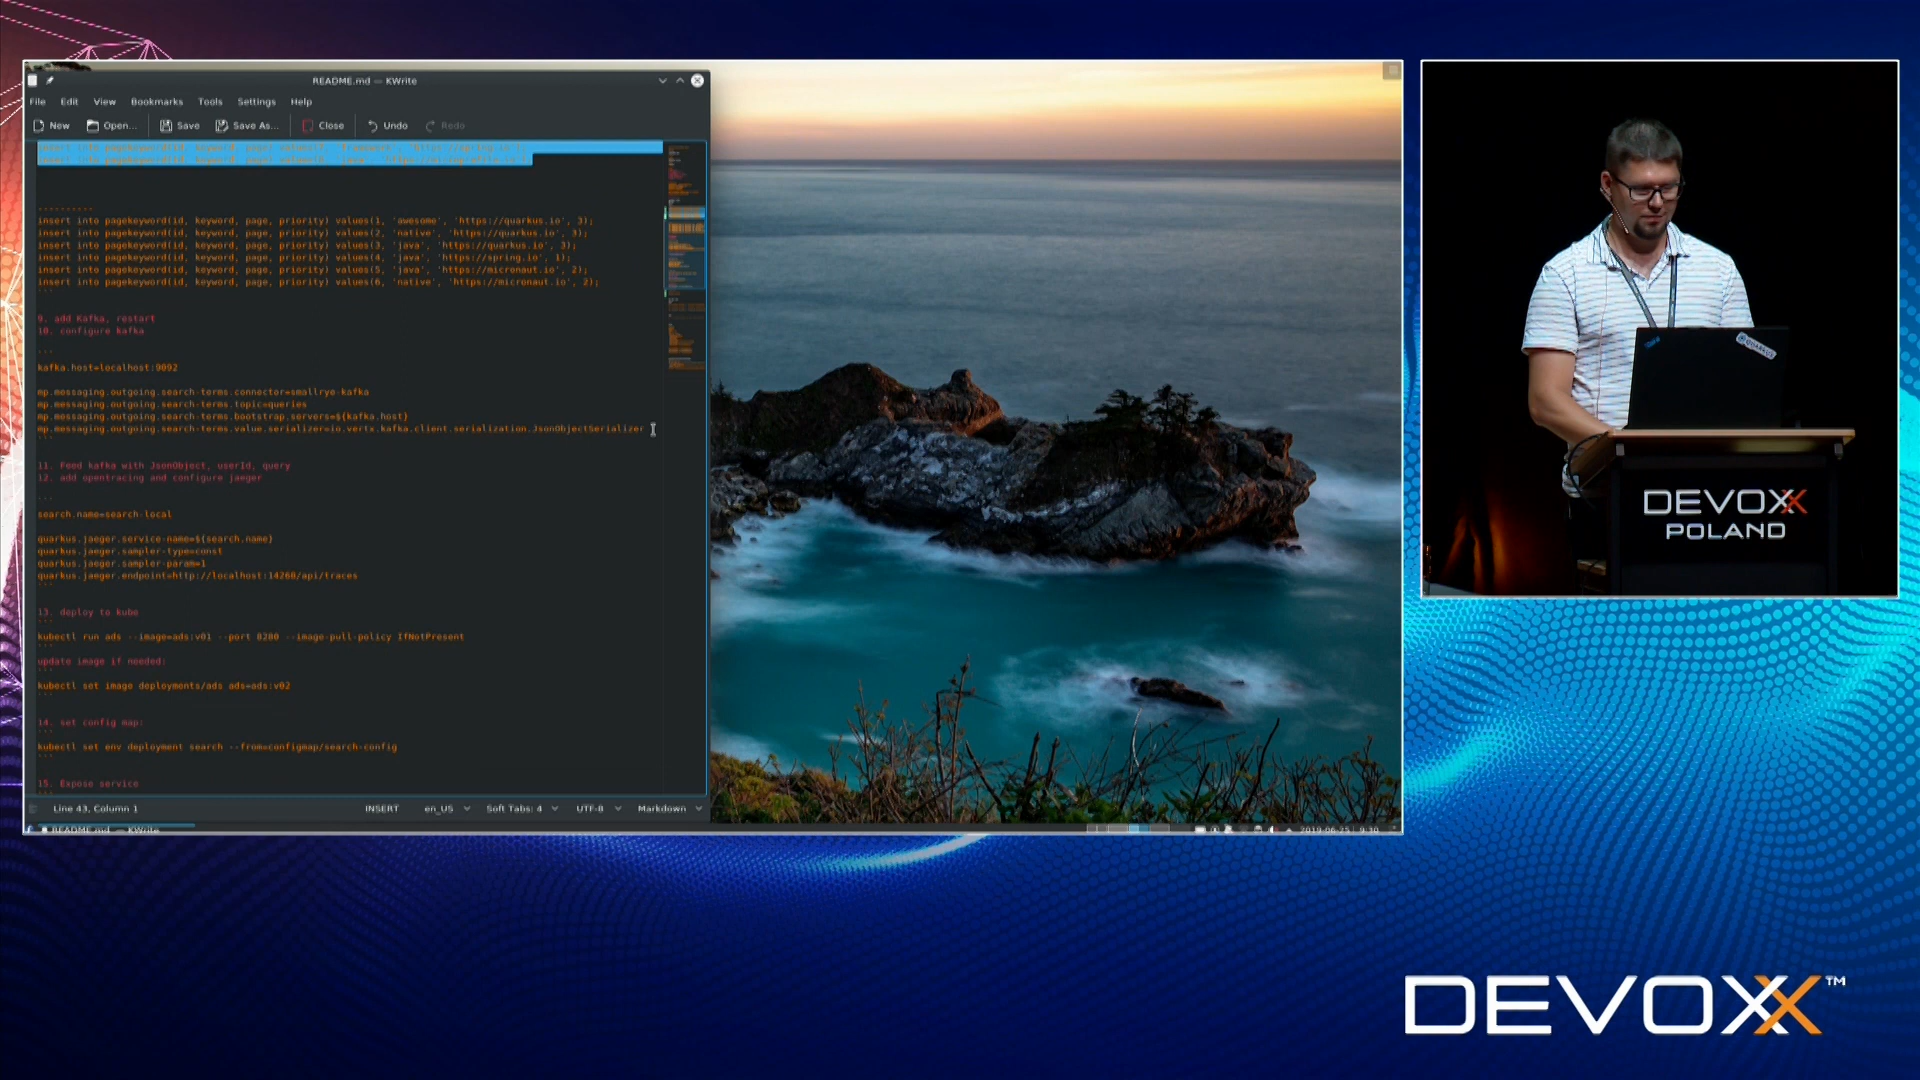 README.md — KWrite
File Edit View Bookmarks Tools Settings Help
New Open... Save Save As... Close Undo Redo
----------
insert into pagekeyword(id, keyword, page, priority) values(1, 'awesome', 'https://quarkus.io', 3);
insert into pagekeyword(id, keyword, page, priority) values(2, 'native', 'https://quarkus.io', 3);
insert into pagekeyword(id, keyword, page, priority) values(3, 'java', 'https://quarkus.io', 3);
insert into pagekeyword(id, keyword, page, priority) values(4, 'java', 'https://spring.io', 1);
insert into pagekeyword(id, keyword, page, priority) values(5, 'java', 'https://micronaut.io', 2);
insert into pagekeyword(id, keyword, page, priority) values(6, 'native', 'https://micronaut.io', 2);
```
9. add Kafka, restart
10. configure kafka
```
kafka.host=localhost:9092
mp.messaging.outgoing.search-terms.connector=smallrye-kafka
mp.messaging.outgoing.search-terms.topic=queries
mp.messaging.outgoing.search-terms.bootstrap.servers=${kafka.host}
mp.messaging.outgoing.search-terms.value.serializer=io.vertx.kafka.client.serialization.JsonObjectSerializer
```
11. Feed kafka with JsonObject, userId, query
12. add opentracing and configure jaeger
```
search.name=search-local
quarkus.jaeger.service-name=${search.name}
quarkus.jaeger.sampler-type=const
quarkus.jaeger.sampler-param=1
quarkus.jaeger.endpoint=http://localhost:14268/api/traces
```
13. deploy to kube
```
kubectl run ads --image=ads:v01 --port 8280 --image-pull-policy IfNotPresent
```
update image if needed:
```
kubectl set image deployments/ads ads=ads:v02
```
14. set config map:
```
kubectl set env deployment search --from=configmap/search-config
```
15. Expose service
```
Line 43, Column 1 INSERT en_US Soft Tabs: 4 UTF-8 Markdown
README.md — KWrite
2019-06-25 9:30
QUARKUS
DEVOXX
POLAND
DEVOXX™